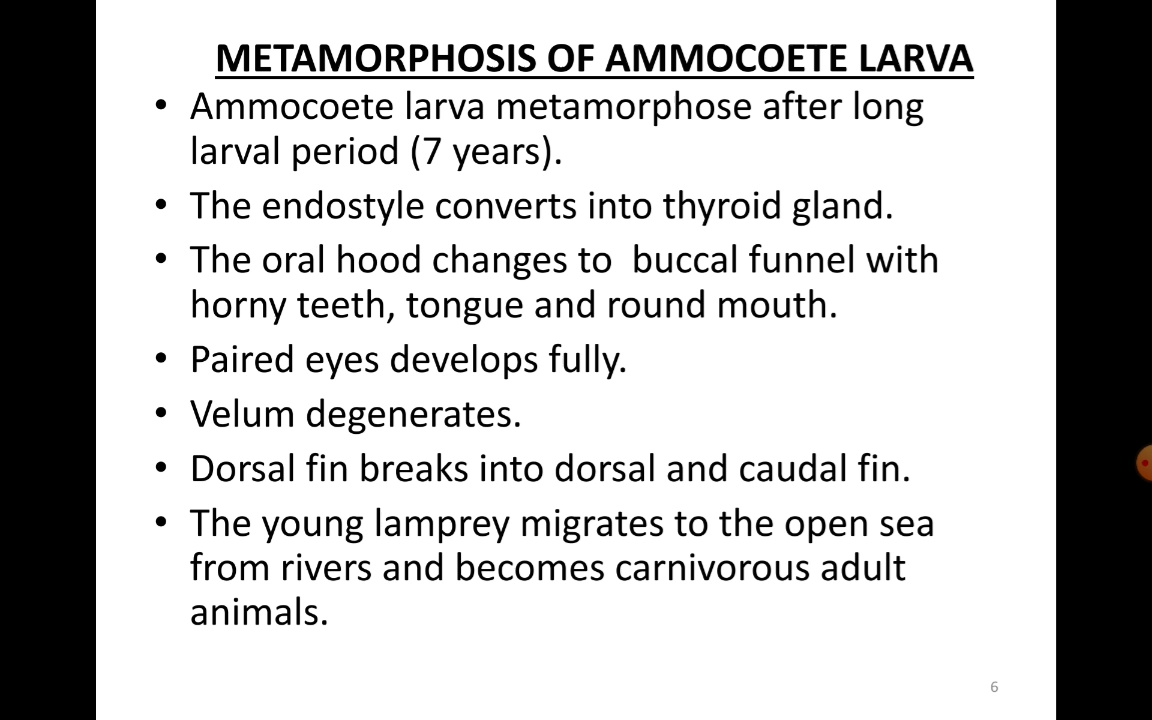 METAMORPHOSIS OF AMMOCOETE LARVA
• Ammocoete larva metamorphose after long
larval period (7 years).
• The endostyle converts into thyroid gland.
• The oral hood changes to  buccal funnel with
horny teeth, tongue and round mouth.
• Paired eyes develops fully.
• Velum degenerates.
• Dorsal fin breaks into dorsal and caudal fin.
• The young lamprey migrates to the open sea
from rivers and becomes carnivorous adult
animals.
6